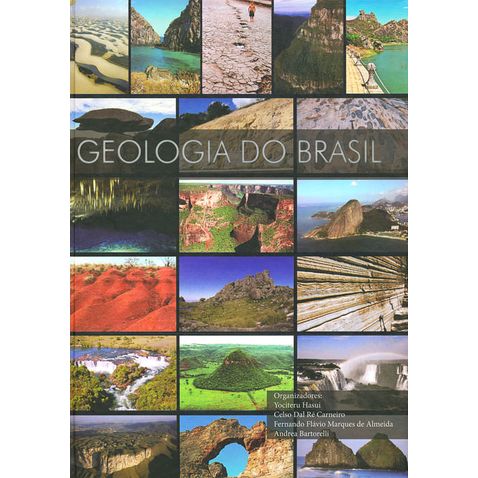 GEOLOGIA DO BRASIL
Organizadores:
Yociteru Hasui
Celso Dal Ré Carneiro
Fernando Flávio Marques de Almeida
Andrea Bartorelli